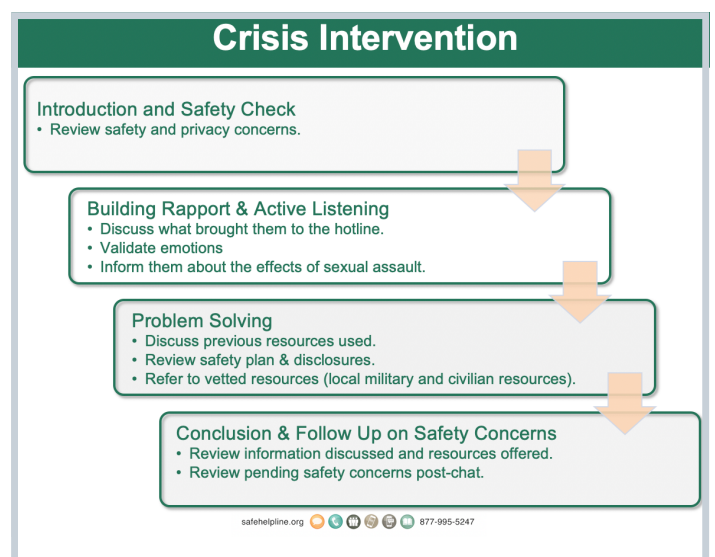 Crisis Intervention
Introduction and Safety Check
• Review safety and privacy concerns.
Building Rapport & Active Listening
• Discuss what brought them to the hotline.
• Validate emotions
• Inform them about the effects of sexual assault.
Problem Solving
• Discuss previous resources used.
• Review safety plan & disclosures.
• Refer to vetted resources (local military and civilian resources).
Conclusion & Follow Up on Safety Concerns
• Review information discussed and resources offered.
• Review pending safety concerns post-chat.
safehelpline.org 877-995-5247